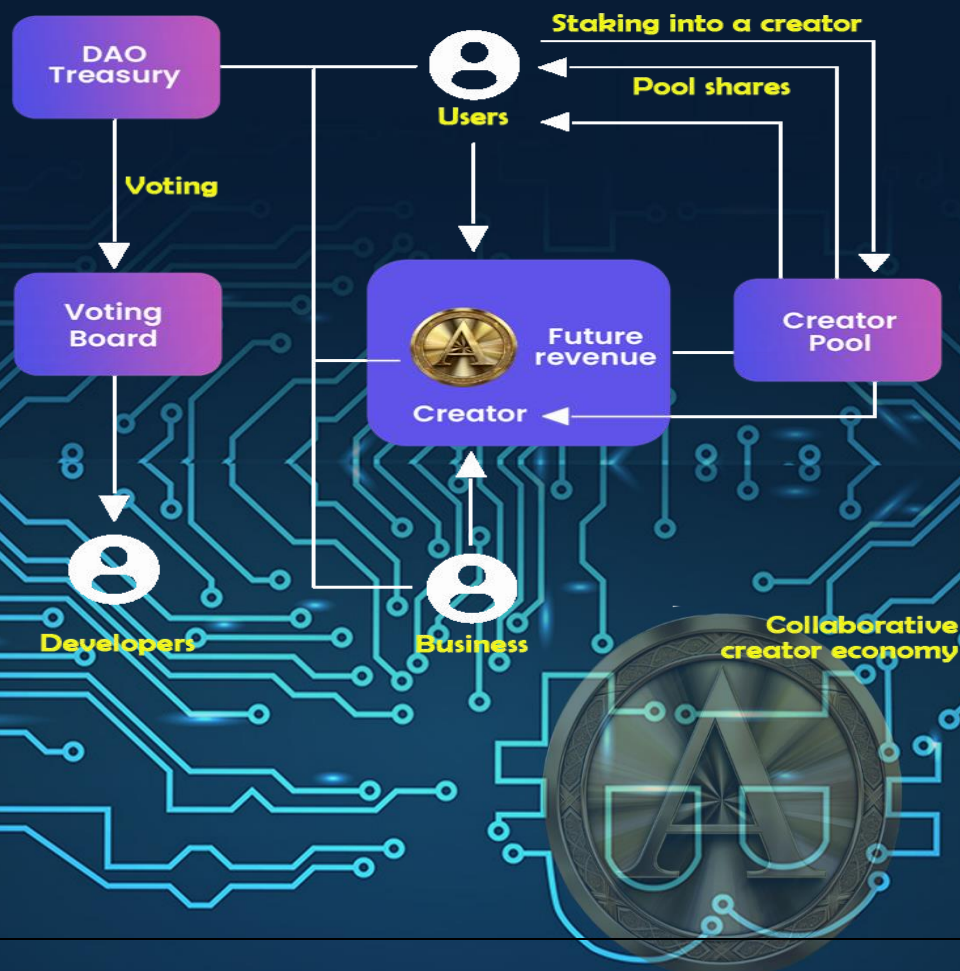 Staking into a creator
DAO
Treasury
Pool shares
Users
Voting
Voting
Board
A
Future
revenue
Creator
Creator
Pool
Developers
Business
Collaborative
creator economy
A